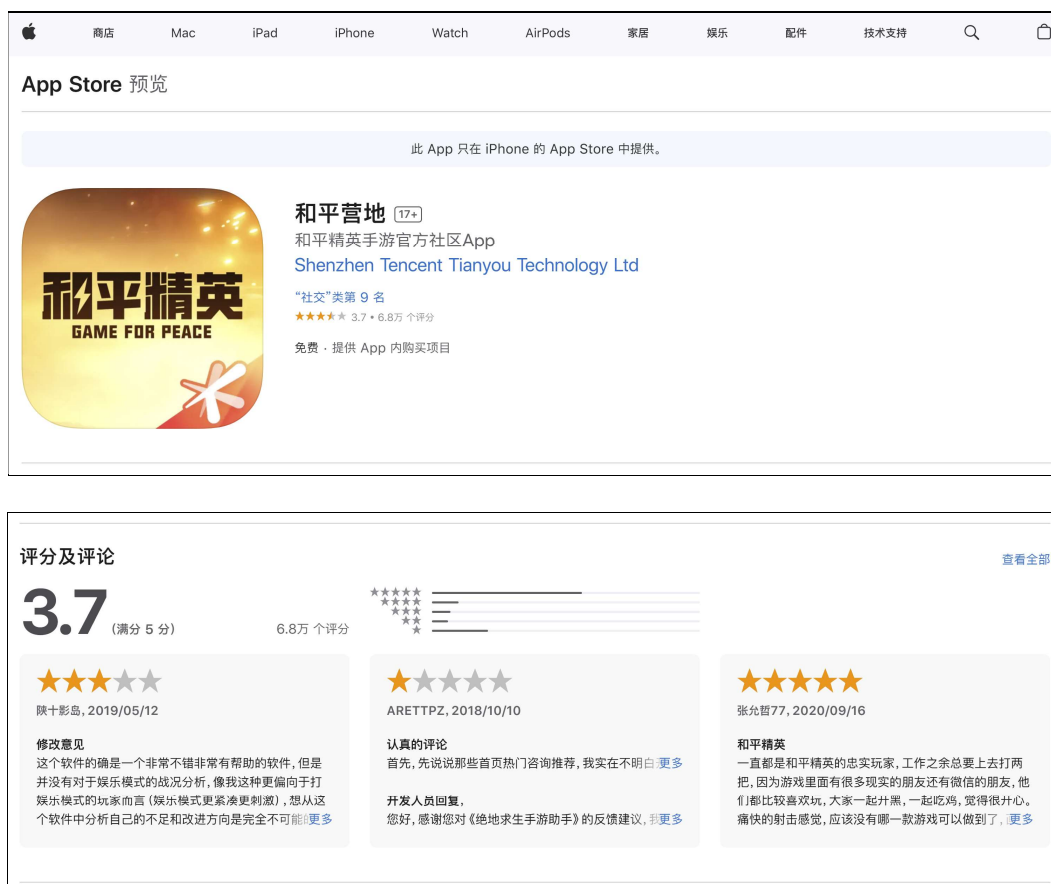 商店 Mac iPad iPhone Watch AirPods 家居 娱乐 配件 技术支持
App Store 预览
此 App 只在 iPhone 的 App Store 中提供。
和平精英
GAME FOR PEACE
和平营地 17+
和平精英手游官方社区App
Shenzhen Tencent Tianyou Technology Ltd
“社交”类第 9 名
★★★★★ 3.7 • 6.8万 个评分
免费 · 提供 App 内购买项目
评分及评论 查看全部
3.7 (满分 5 分) 6.8万 个评分
陕十影岛, 2019/05/12
修改意见
这个软件的确是一个非常不错非常有帮助的软件,但是
并没有对于娱乐模式的战况分析,像我这种更偏向于打
娱乐模式的玩家而言(娱乐模式更紧凑更刺激),想从这
个软件中分析自己的不足和改进方向是完全不可能 更多
ARETTPZ, 2018/10/10
认真的评论
首先,先说说那些首页热门咨询推荐,我实在不明白 更多
开发人员回复,
您好,感谢您对《绝地求生手游助手》的反馈建议, 更多
张允哲77, 2020/09/16
和平精英
一直都是和平精英的忠实玩家,工作之余总要上去打两
把,因为游戏里面有很多现实的朋友还有微信的朋友,他
们都比较喜欢玩,大家一起开黑,一起吃鸡,觉得很开心。
痛快的射击感觉,应该没有哪一款游戏可以做到了, 更多